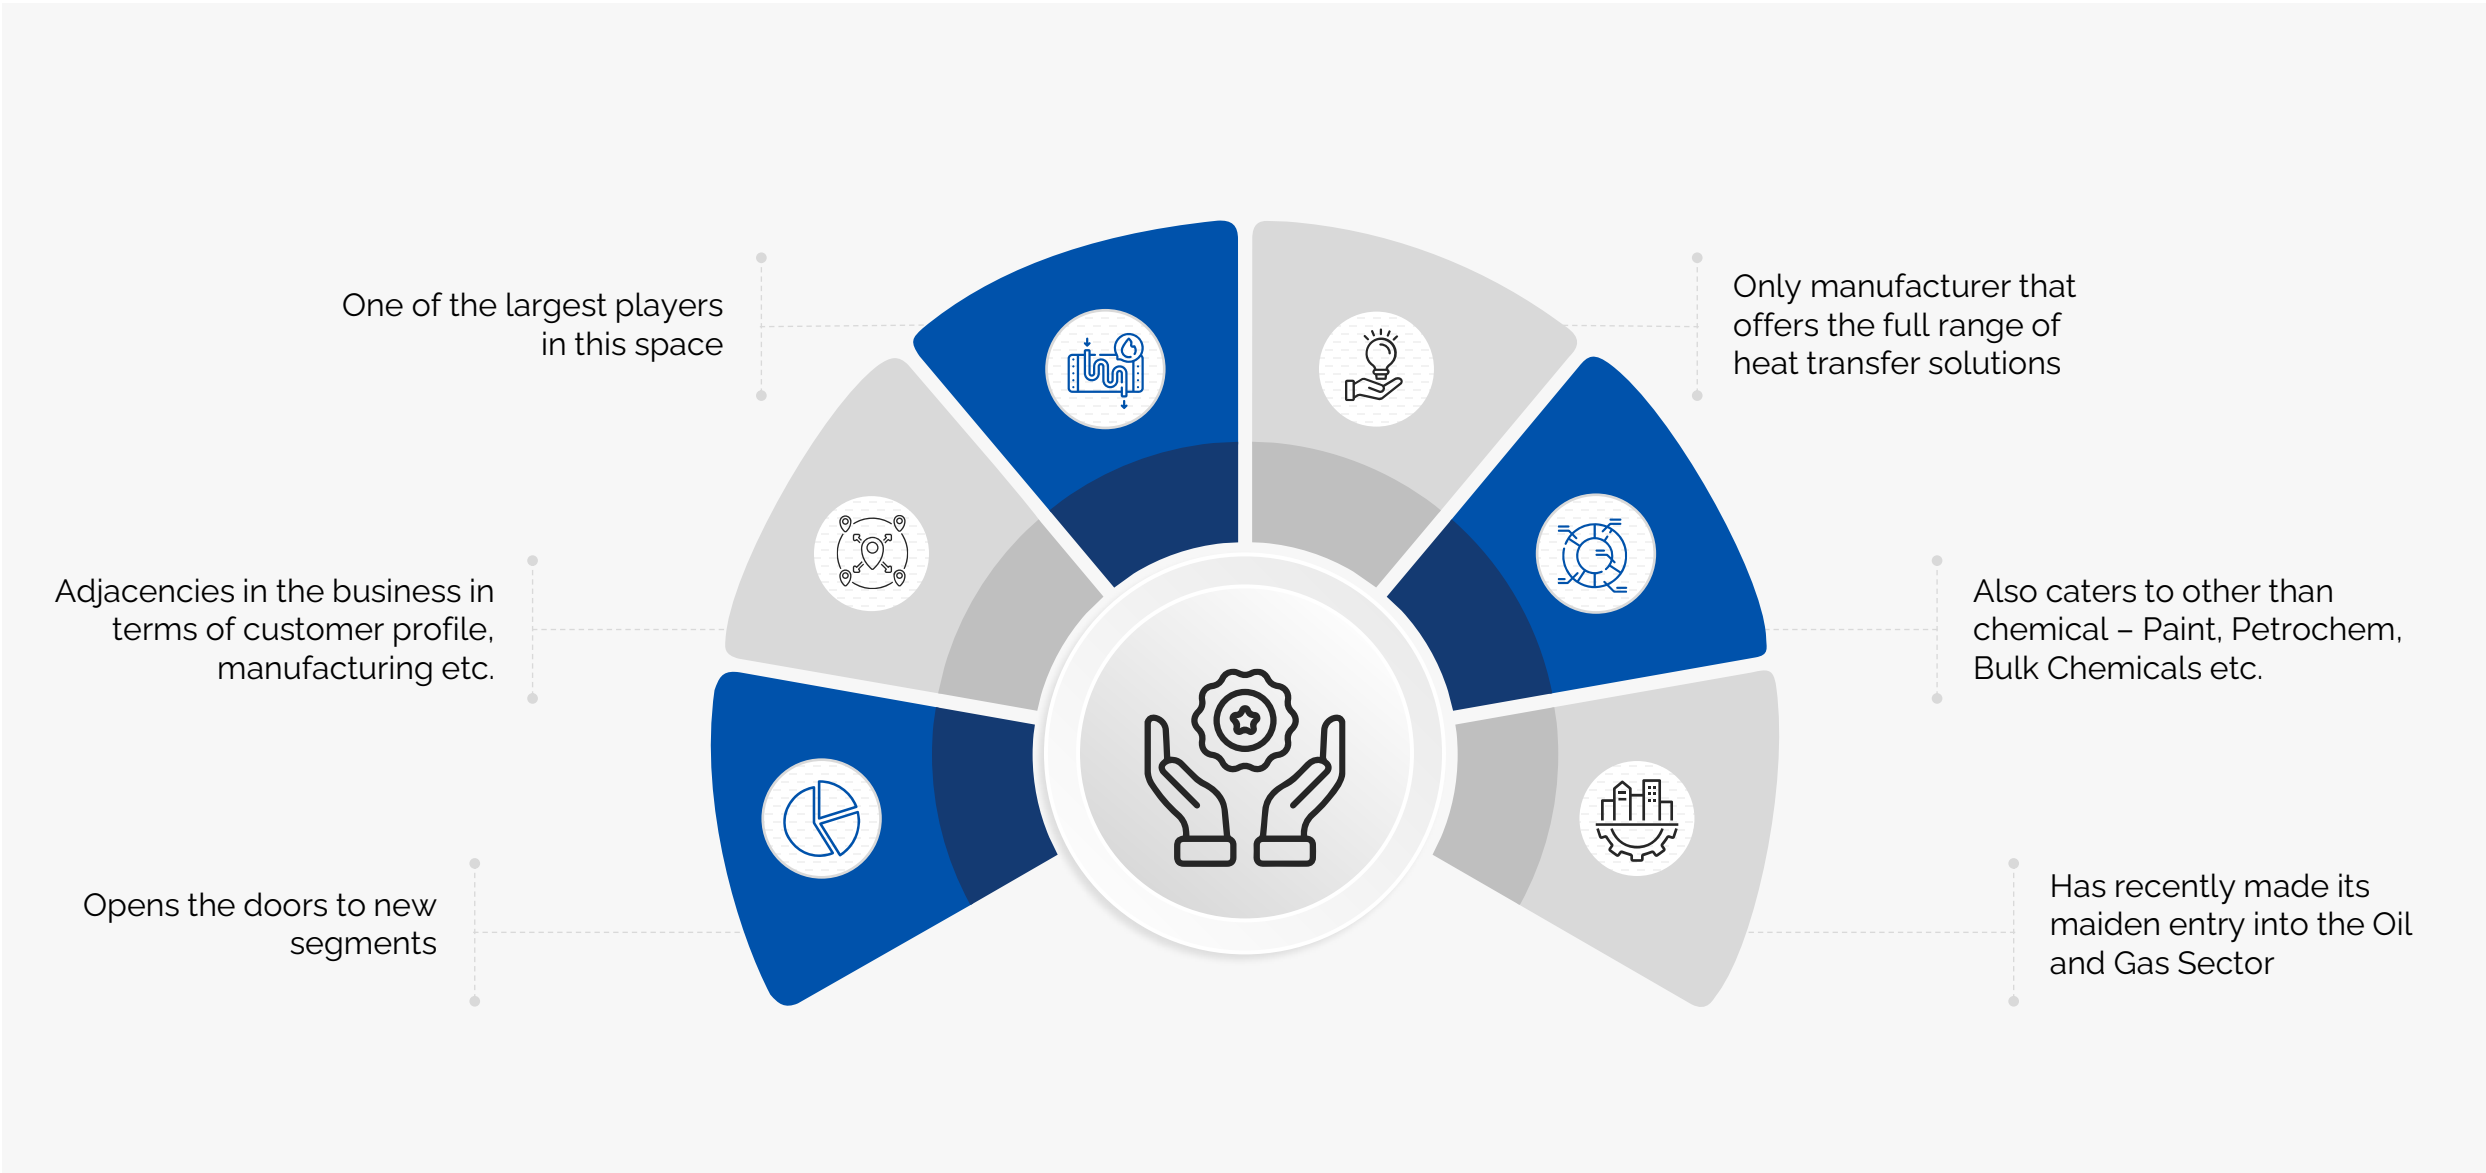 One of the largest players
in this space
Only manufacturer that
offers the full range of
heat transfer solutions
Adjacencies in the business in
terms of customer profile,
manufacturing etc.
Also caters to other than
chemical – Paint, Petrochem,
Bulk Chemicals etc.
Opens the doors to new
segments
Has recently made its
maiden entry into the Oil
and Gas Sector